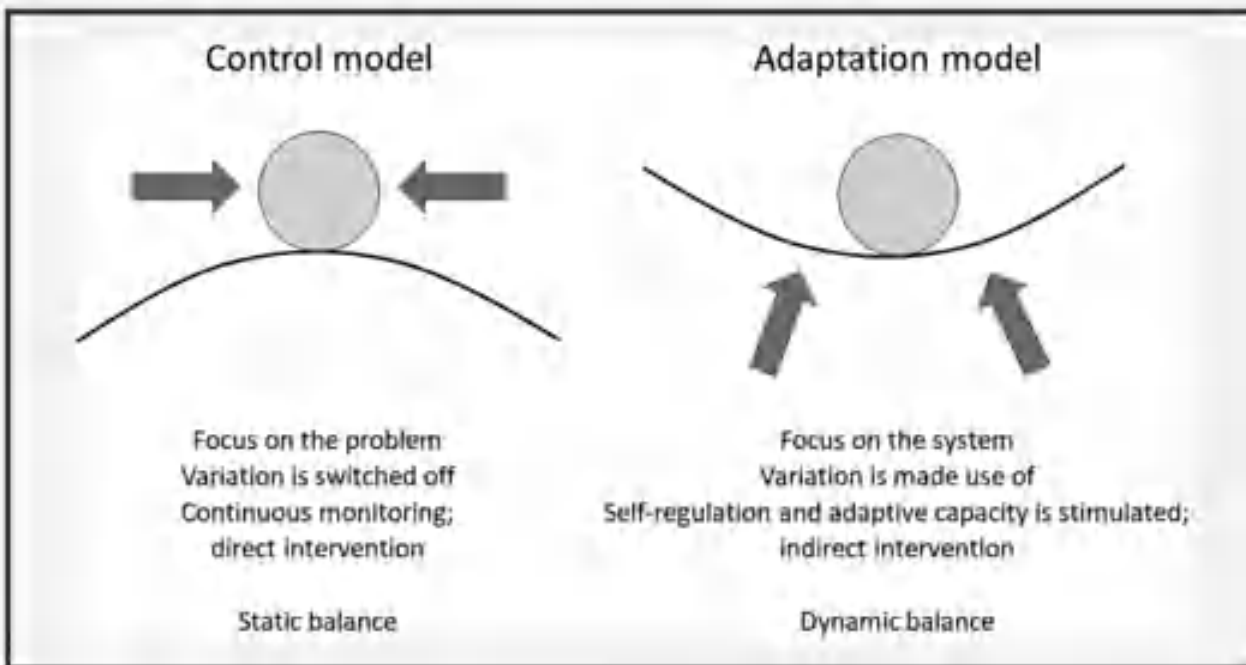 Control model
Focus on the problem
Variation is switched off
Continuous monitoring;
direct intervention
Static balance
Adaptation model
Focus on the system
Variation is made use of
Self-regulation and adaptive capacity is stimulated;
indirect intervention
Dynamic balance